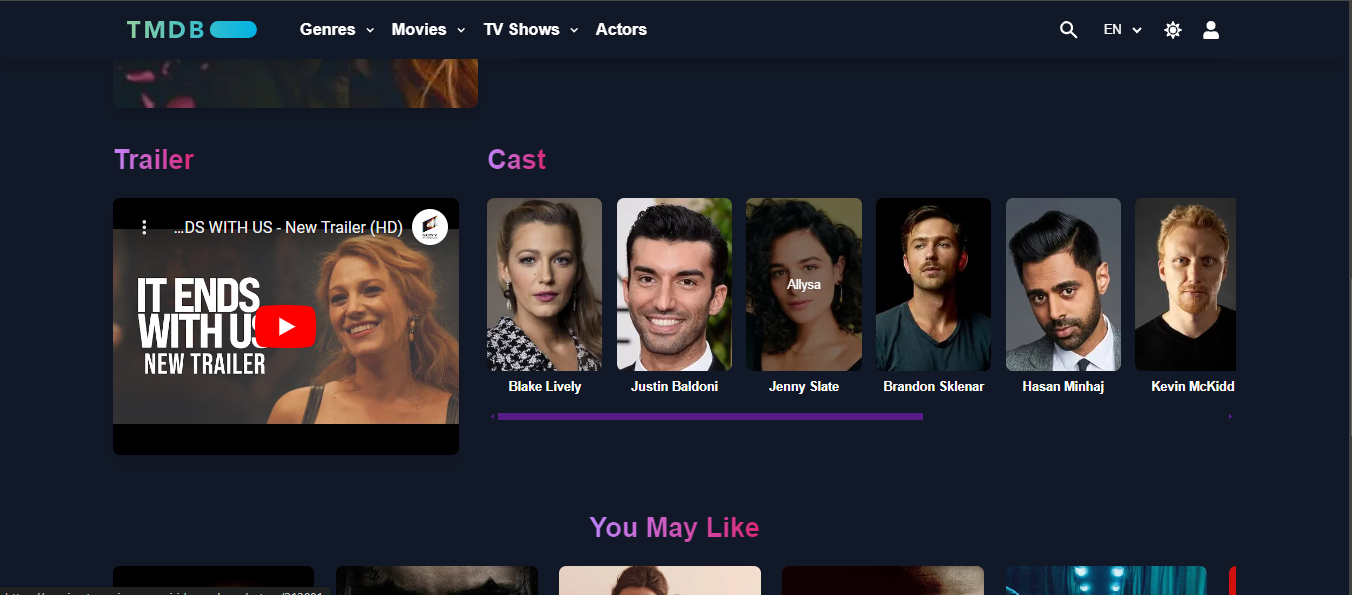 TMDB Genres Movies TV Shows Actors EN
Trailer
Cast
...DS WITH US - New Trailer (HD)
SONY
IT ENDS
WITH US
NEW TRAILER
Allysa
Blake Lively Justin Baldoni Jenny Slate Brandon Sklenar Hasan Minhaj Kevin McKidd
You May Like